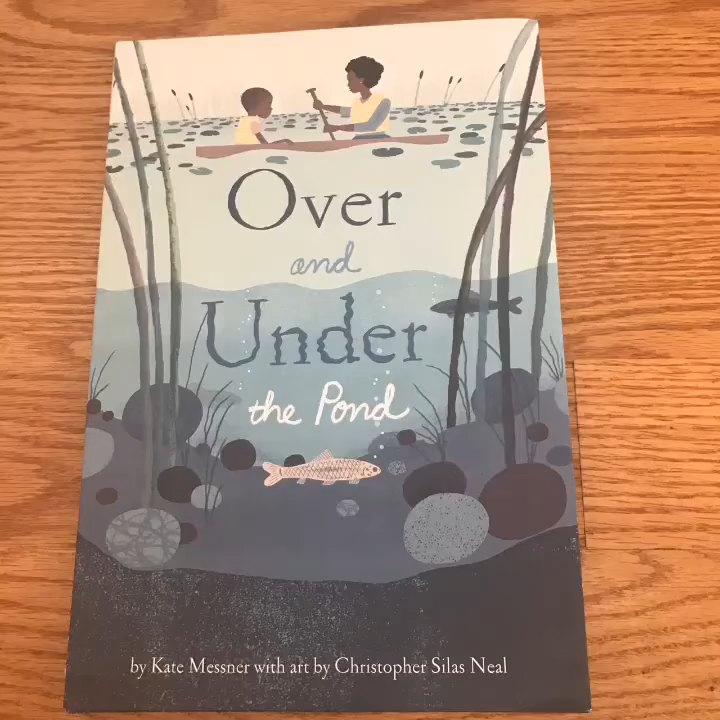 Over
and
Under
the Pond
by Kate Messner with art by Christopher Silas Neal